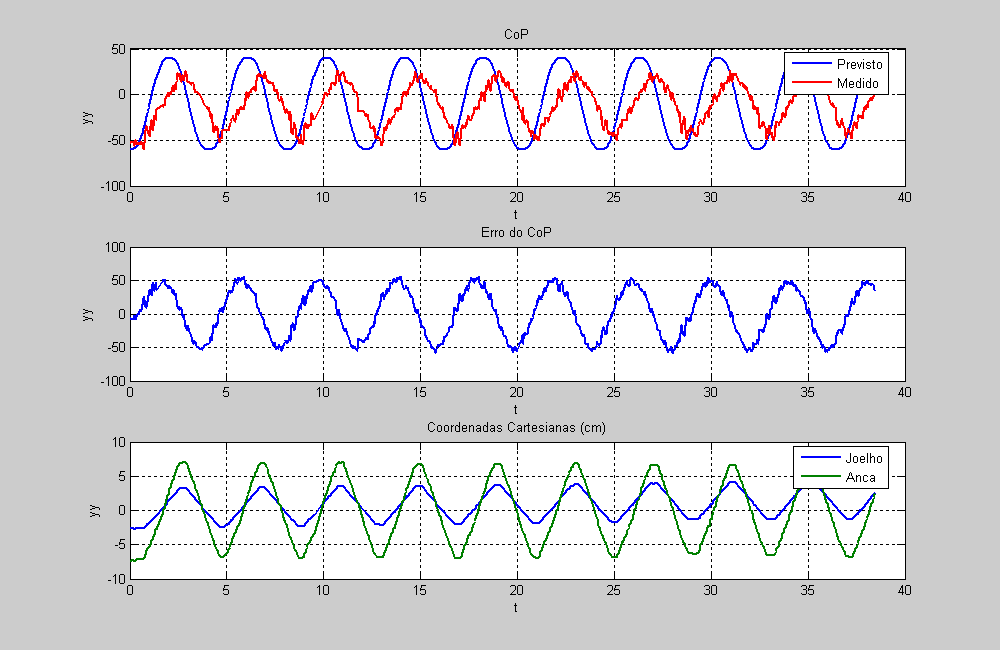 CoP
50
0
-50
-100
yy
Previsto
Medido
0 5 10 15 20 25 30 35 40
t
Erro do CoP
100
50
0
-50
-100
yy
0 5 10 15 20 25 30 35 40
t
Coordenadas Cartesianas (cm)
10
5
0
-5
-10
yy
Joelho
Anca
0 5 10 15 20 25 30 35 40
t